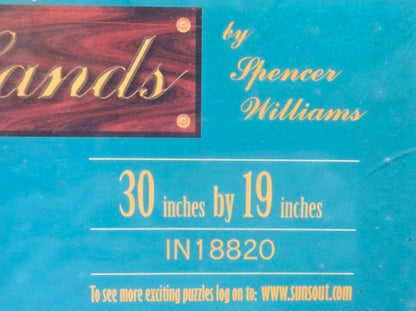 by
Spencer
Williams
30 inches by 19 inches
IN18820
To see more exciting puzzles log on to: www.sunsout.com